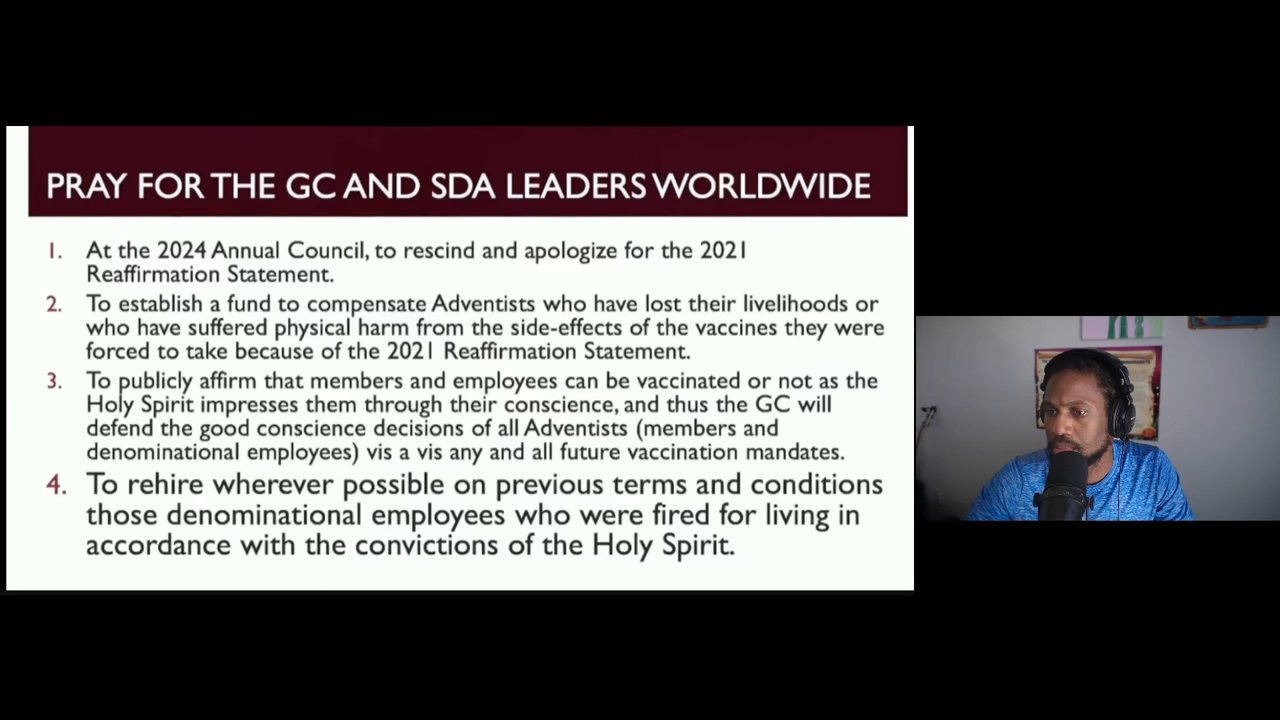 PRAY FOR THE GC AND SDA LEADERS WORLDWIDE
1. At the 2024 Annual Council, to rescind and apologize for the 2021
Reaffirmation Statement.
2. To establish a fund to compensate Adventists who have lost their livelihoods or
who have suffered physical harm from the side-effects of the vaccines they were
forced to take because of the 2021 Reaffirmation Statement.
3. To publicly affirm that members and employees can be vaccinated or not as the
Holy Spirit impresses them through their conscience, and thus the GC will
defend the good conscience decisions of all Adventists (members and
denominational employees) vis a vis any and all future vaccination mandates.
4. To rehire wherever possible on previous terms and conditions
those denominational employees who were fired for living in
accordance with the convictions of the Holy Spirit.